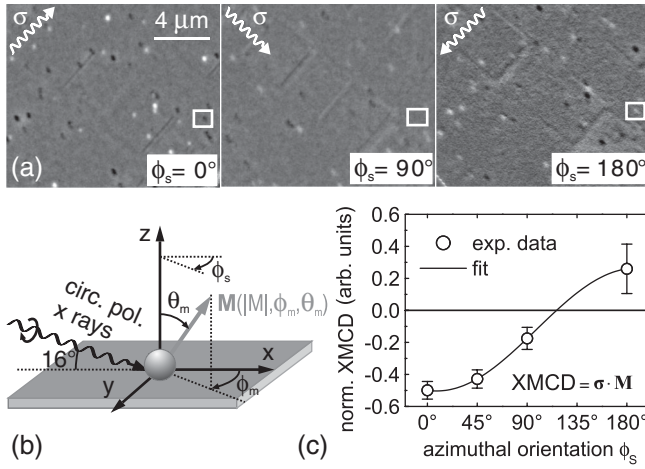 σ
4 μm
σ
σ
(a)
ϕs= 0°
ϕs= 90°
ϕs= 180°
z
ϕs
θm
M(|M|,ϕm,θm)
circ. pol.
x rays
16°
x
y
ϕm
(b)
norm. XMCD (arb. units)
0.6
0.4
0.2
0.0
-0.2
-0.4
-0.6
exp. data
fit
XMCD = σ · M
0°
45°
90°
135°
180°
azimuthal orientation ϕS
(c)